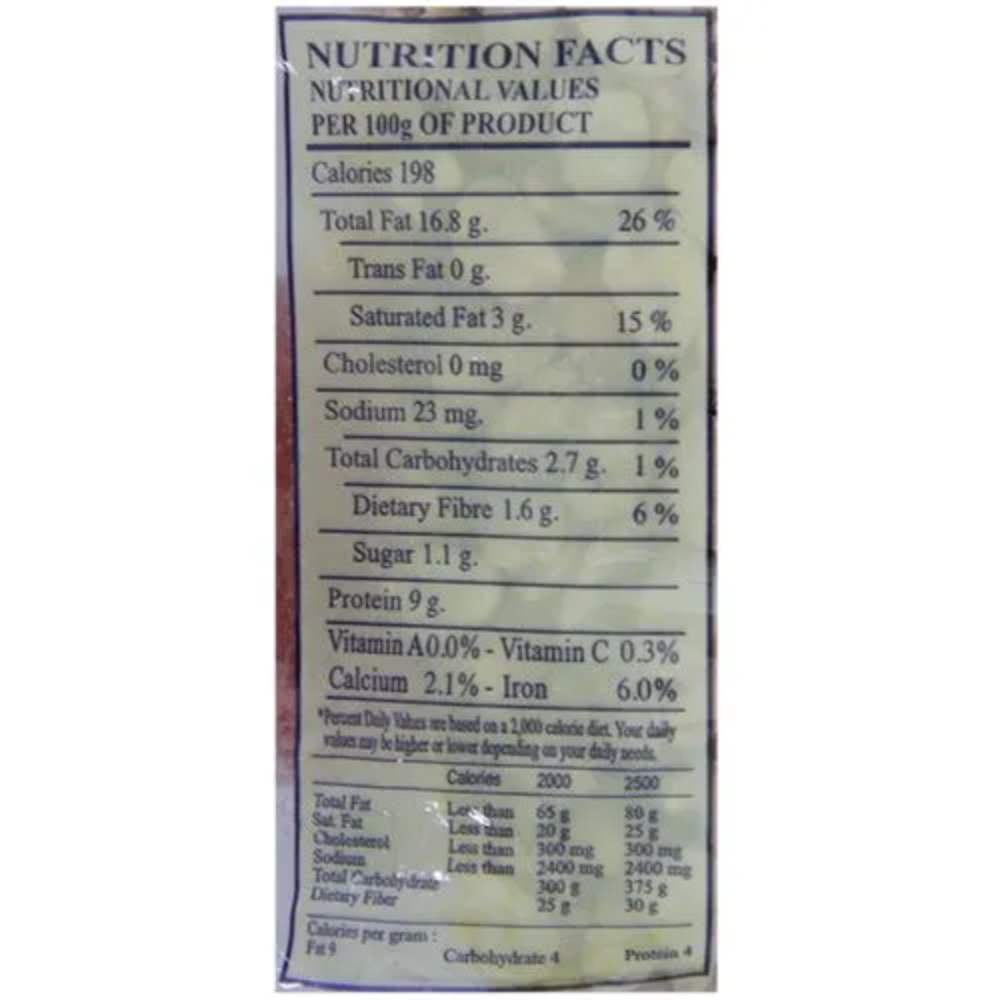 NUTRITION FACTS
NUTRITIONAL VALUES
PER 100g OF PRODUCT
Calories 198
Total Fat 16.8 g. 26 %
Trans Fat 0 g.
Saturated Fat 3 g. 15 %
Cholesterol 0 mg 0 %
Sodium 23 mg. 1 %
Total Carbohydrates 2.7 g. 1 %
Dietary Fibre 1.6 g. 6 %
Sugar 1.1 g.
Protein 9 g.
Vitamin A 0.0% - Vitamin C 0.3%
Calcium 2.1% - Iron 6.0%
*Percent Daily Values are based on a 2,000 calorie diet. Your daily
values may be higher or lower depending on your daily needs.
Calories 2000 2500
Total Fat Less than 65 g 80 g
Sat. Fat Less than 20 g 25 g
Cholesterol Less than 300 mg 300 mg
Sodium Less than 2400 mg 2400 mg
Total Carbohydrate 300 g 375 g
Dietary Fiber 25 g 30 g
Calories per gram :
Fat 9 Carbohydrate 4 Protein 4